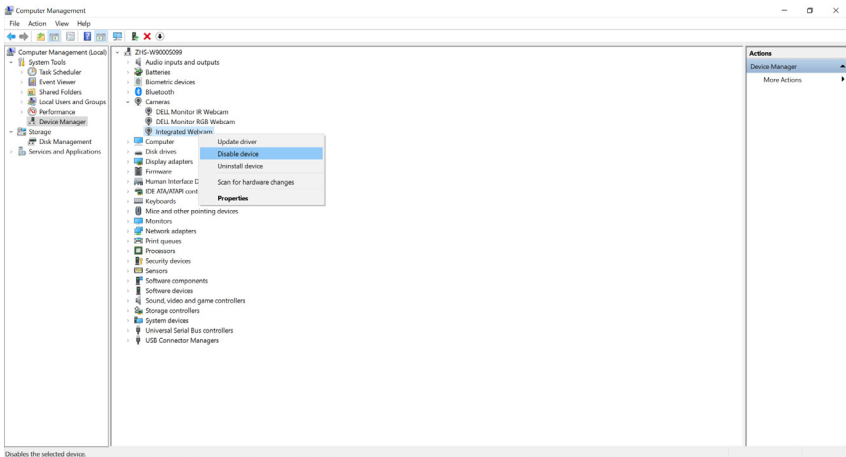 Computer Management
File Action View Help
Computer Management (Local)
System Tools
Task Scheduler
Event Viewer
Shared Folders
Local Users and Groups
Performance
Device Manager
Storage
Disk Management
Services and Applications
ZHS-W90005099
Audio inputs and outputs
Batteries
Biometric devices
Bluetooth
Cameras
DELL Monitor IR Webcam
DELL Monitor RGB Webcam
Integrated Webcam
Computer
Disk drives
Display adapters
Firmware
Human Interface D
IDE ATA/ATAPI cont
Keyboards
Mice and other pointing devices
Monitors
Network adapters
Print queues
Processors
Security devices
Sensors
Software components
Software devices
Sound, video and game controllers
Storage controllers
System devices
Universal Serial Bus controllers
USB Connector Managers
Update driver
Disable device
Uninstall device
Scan for hardware changes
Properties
Actions
Device Manager
More Actions
Disables the selected device.